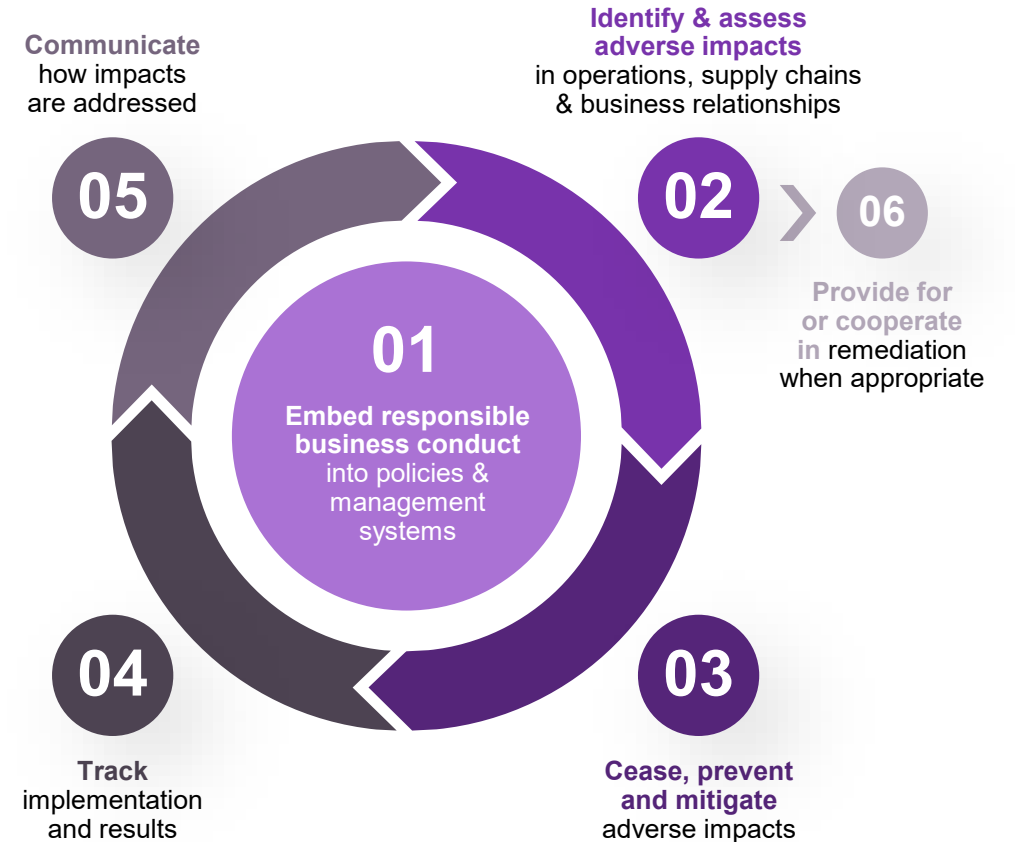 Communicate
how impacts
are addressed
05
Identify & assess
adverse impacts
in operations, supply chains
& business relationships
02
06
Provide for
or cooperate
in remediation
when appropriate
01
Embed responsible
business conduct
into policies &
management
systems
04
Track
implementation
and results
03
Cease, prevent
and mitigate
adverse impacts